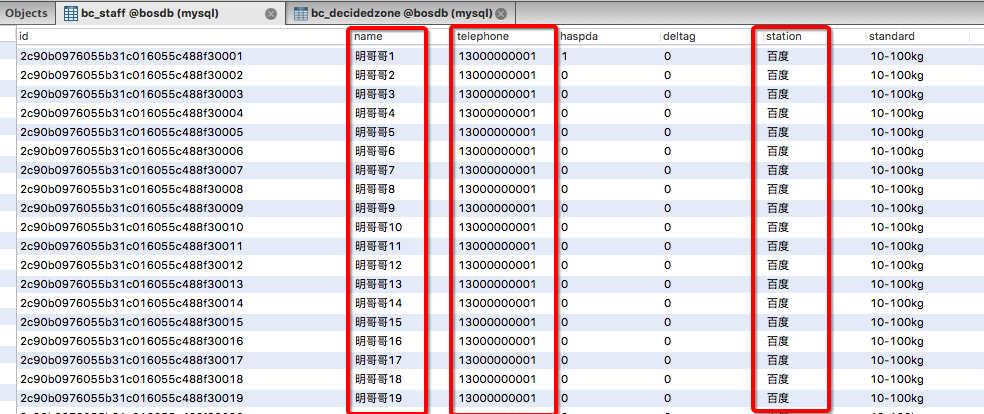 Objects bc_staff @bosdb (mysql) bc_decidedzone @bosdb (mysql)
id name telephone haspda deltag station standard
2c90b0976055b31c016055c488f30001 明哥哥1 13000000001 1 0 百度 10-100kg
2c90b0976055b31c016055c488f30002 明哥哥2 13000000001 0 0 百度 10-100kg
2c90b0976055b31c016055c488f30003 明哥哥3 13000000001 0 0 百度 10-100kg
2c90b0976055b31c016055c488f30004 明哥哥4 13000000001 0 0 百度 10-100kg
2c90b0976055b31c016055c488f30005 明哥哥5 13000000001 0 0 百度 10-100kg
2c90b0976055b31c016055c488f30006 明哥哥6 13000000001 0 0 百度 10-100kg
2c90b0976055b31c016055c488f30007 明哥哥7 13000000001 0 0 百度 10-100kg
2c90b0976055b31c016055c488f30008 明哥哥8 13000000001 0 0 百度 10-100kg
2c90b0976055b31c016055c488f30009 明哥哥9 13000000001 0 0 百度 10-100kg
2c90b0976055b31c016055c488f30010 明哥哥10 13000000001 0 0 百度 10-100kg
2c90b0976055b31c016055c488f30011 明哥哥11 13000000001 0 0 百度 10-100kg
2c90b0976055b31c016055c488f30012 明哥哥12 13000000001 0 0 百度 10-100kg
2c90b0976055b31c016055c488f30013 明哥哥13 13000000001 0 0 百度 10-100kg
2c90b0976055b31c016055c488f30014 明哥哥14 13000000001 0 0 百度 10-100kg
2c90b0976055b31c016055c488f30015 明哥哥15 13000000001 0 0 百度 10-100kg
2c90b0976055b31c016055c488f30016 明哥哥16 13000000001 0 0 百度 10-100kg
2c90b0976055b31c016055c488f30017 明哥哥17 13000000001 0 0 百度 10-100kg
2c90b0976055b31c016055c488f30018 明哥哥18 13000000001 0 0 百度 10-100kg
2c90b0976055b31c016055c488f30019 明哥哥19 13000000001 0 0 百度 10-100kg